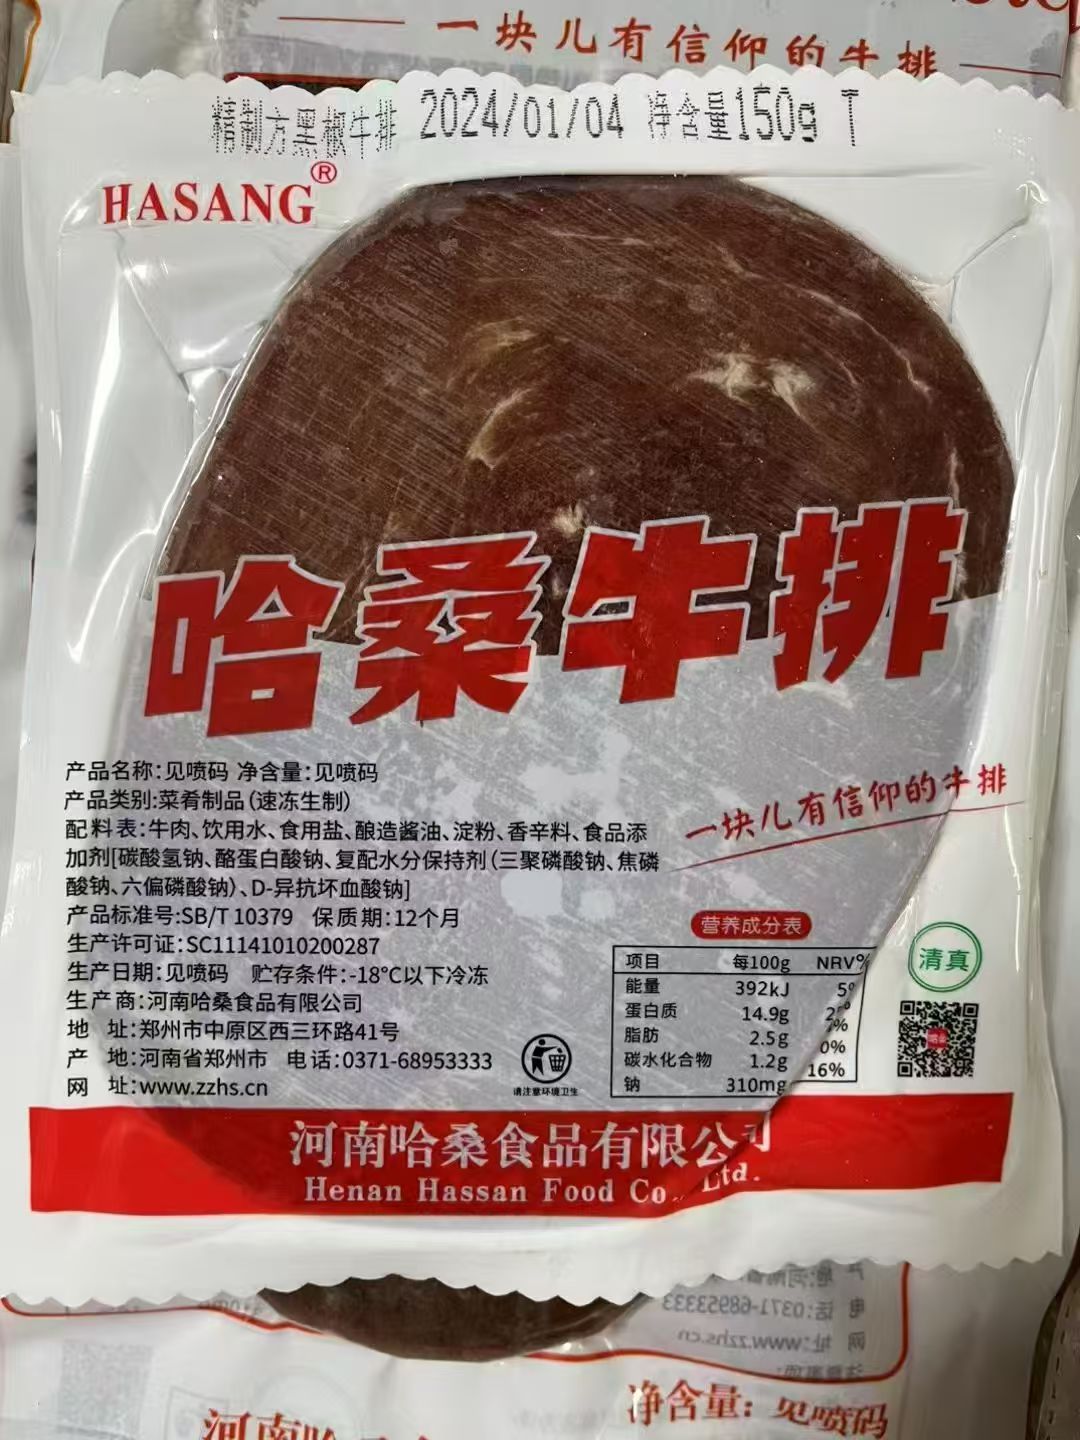 一块儿有信仰的牛排
精制方黑椒牛排 2024/01/04 净含量150g T
HASANG®
哈桑牛排
产品名称:见喷码 净含量:见喷码
产品类别:菜肴制品(速冻生制)
配料表:牛肉、饮用水、食用盐、酿造酱油、淀粉、香辛料、食品添
加剂[碳酸氢钠、酪蛋白酸钠、复配水分保持剂(三聚磷酸钠、焦磷
酸钠、六偏磷酸钠)、D-异抗坏血酸钠]
产品标准号:SB/T 10379 保质期:12个月
生产许可证:SC11141010200287
生产日期:见喷码 贮存条件:-18℃以下冷冻
生产商:河南哈桑食品有限公司
地 址:郑州市中原区西三环路41号
产 地:河南省郑州市 电话:0371-68953333
网 址:www.zzhs.cn
一块儿有信仰的牛排
营养成分表
项目 每100g NRV%
能量 392kJ 5%
蛋白质 14.9g
脂肪 2.5g
碳水化合物 1.2g 0%
钠 310mg 16%
清真
请注意环境卫生
河南哈桑食品有限公司
Henan Hassan Food Co., Ltd.
电 话:0371-68953333
网 址:www.zzhs.cn
净含量:见喷码